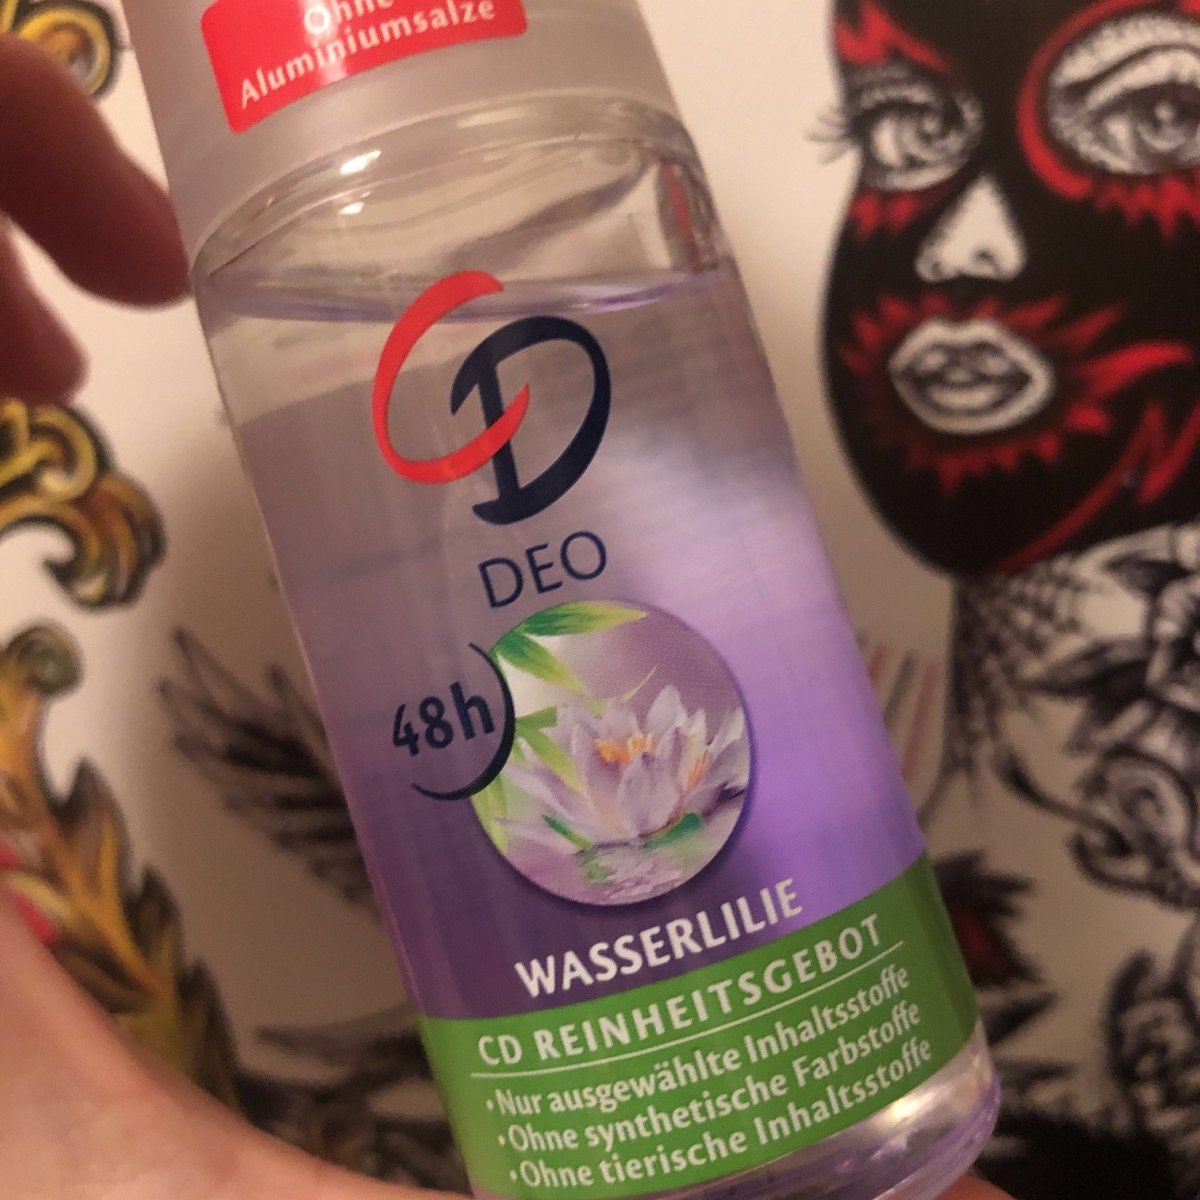 Ohne
Aluminiumsalze
CD
DEO
48h
WASSERLILIE
CD REINHEITSGEBOT
•Nur ausgewählte Inhaltsstoffe
•Ohne synthetische Farbstoffe
•Ohne tierische Inhaltsstoffe